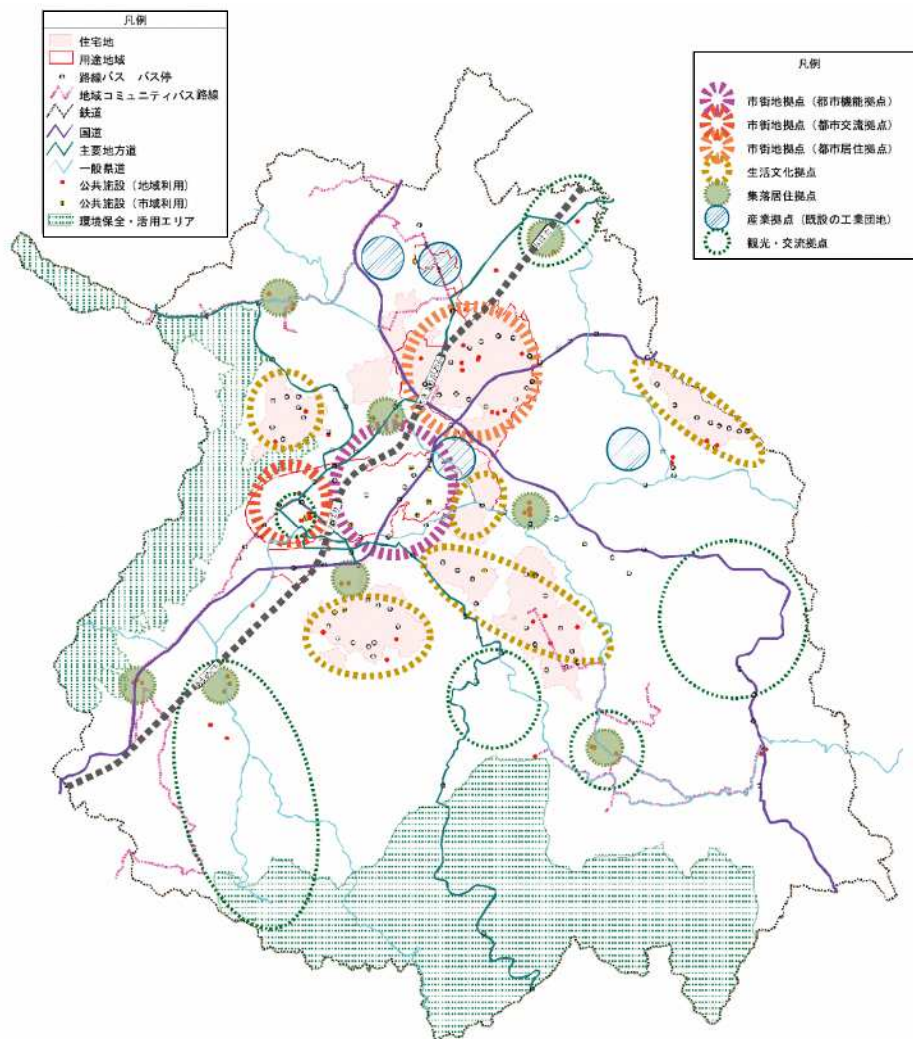 凡例
住宅地
用途地域
路線バス バス停
地域コミュニティバス路線
鉄道
国道
主要地方道
一般県道
公共施設（地域利用）
公共施設（市域利用）
環境保全・活用エリア
凡例
市街地拠点（都市機能拠点）
市街地拠点（都市交流拠点）
市街地拠点（都市居住拠点）
生活文化拠点
集落居住拠点
産業拠点（既設の工業団地）
観光・交流拠点